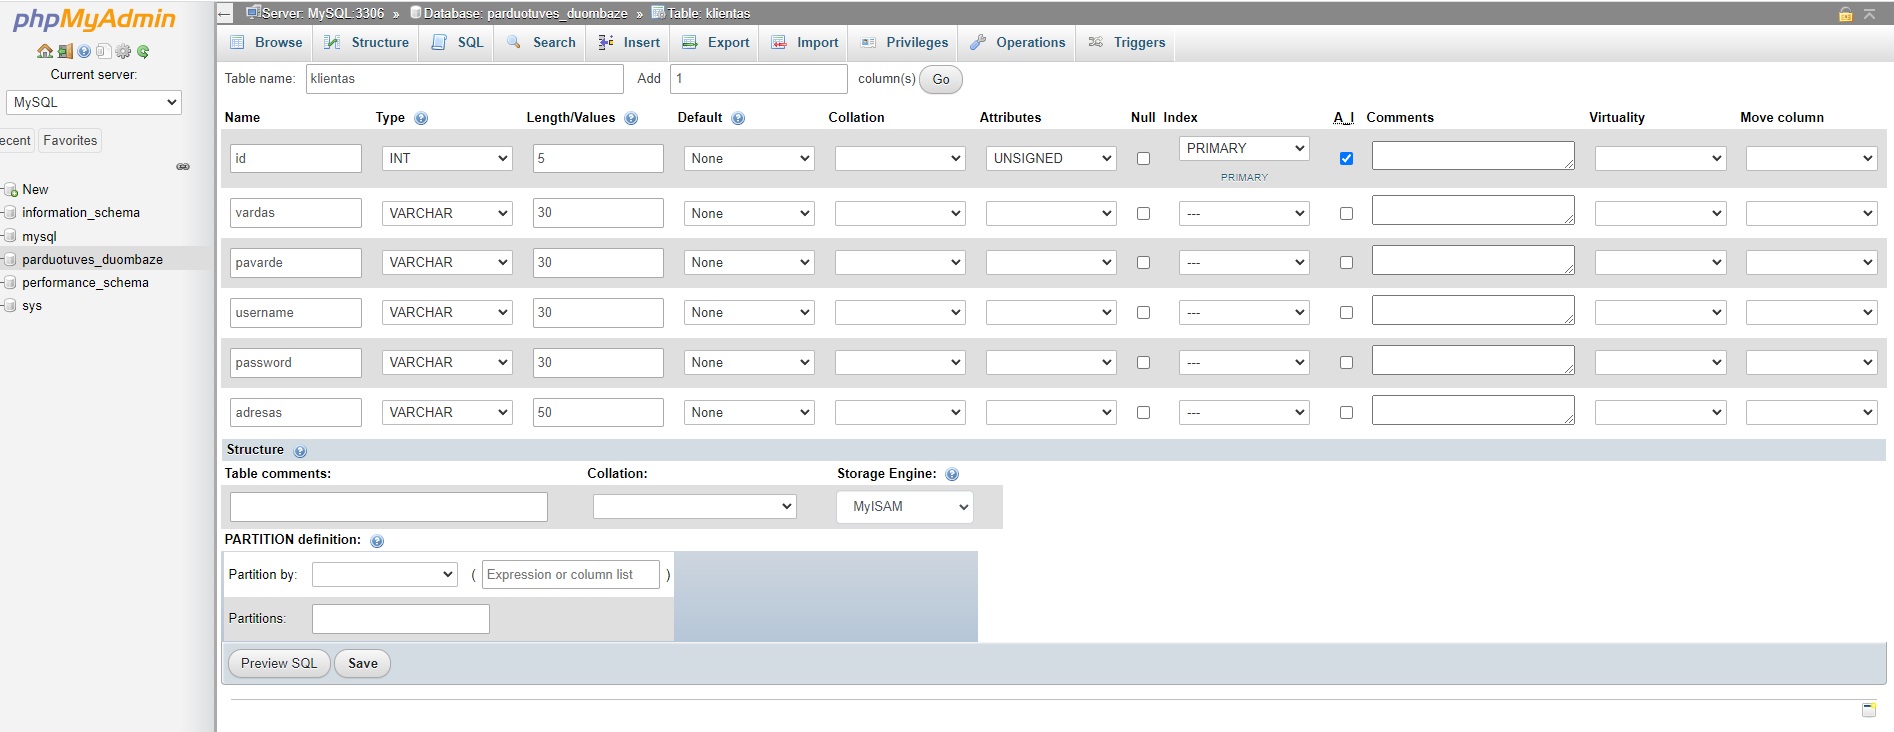 phpMyAdmin
Current server:
MySQL
ecent Favorites
New
information_schema
mysql
parduotuves_duombaze
performance_schema
sys
Server: MySQL:3306 » Database: parduotuves_duombaze » Table: klientas
Browse Structure SQL Search Insert Export Import Privileges Operations Triggers
Table name: klientas Add 1 column(s) Go
Name Type Length/Values Default Collation Attributes Null Index A_I Comments Virtuality Move column
id INT 5 None UNSIGNED PRIMARY
PRIMARY
vardas VARCHAR 30 None ---
pavarde VARCHAR 30 None ---
username VARCHAR 30 None ---
password VARCHAR 30 None ---
adresas VARCHAR 50 None ---
Structure
Table comments: Collation: Storage Engine:
MyISAM
PARTITION definition:
Partition by: ( Expression or column list )
Partitions:
Preview SQL Save